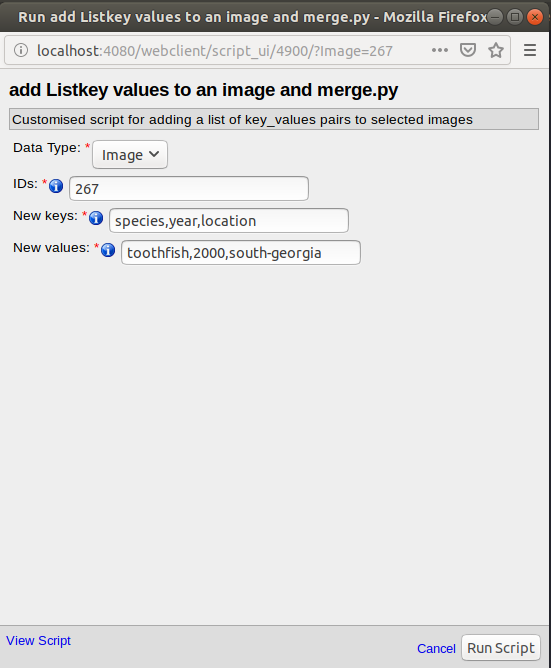 Run add Listkey values to an image and merge.py - Mozilla Firefox
localhost:4080/webclient/script_ui/4900/?Image=267
add Listkey values to an image and merge.py
Customised script for adding a list of key_values pairs to selected images
Data Type: * Image
IDs: * 267
New keys: * species,year,location
New values: * toothfish,2000,south-georgia
View Script
Cancel Run Script